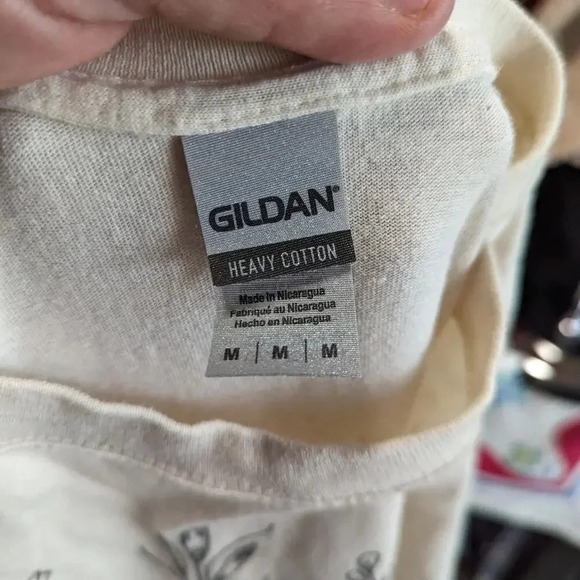 GILDAN®
HEAVY COTTON
Made in Nicaragua
Fabriqué au Nicaragua
Hecho en Nicaragua
M | M | M